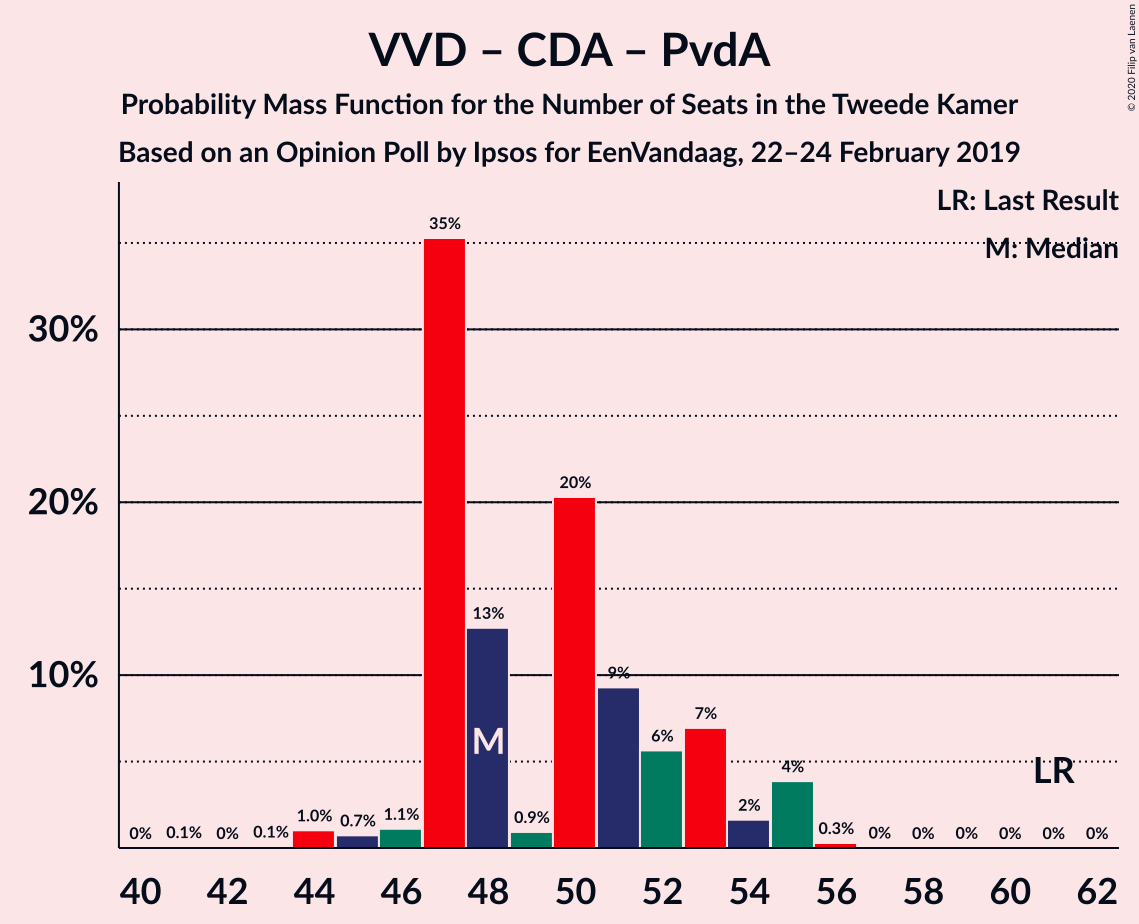 VVD – CDA – PvdA
Probability Mass Function for the Number of Seats in the Tweede Kamer
Based on an Opinion Poll by Ipsos for EenVandaag, 22–24 February 2019
© 2020 Filip van Laenen
LR: Last Result
M: Median
35%
30%
20%
20%
13%
10%
9%
7%
6%
M
4%
LR
0% 0.1% 0% 0.1% 1.0% 0.7% 1.1% 0.9% 2% 0.3% 0% 0% 0% 0% 0% 0%
40 42 44 46 48 50 52 54 56 58 60 62